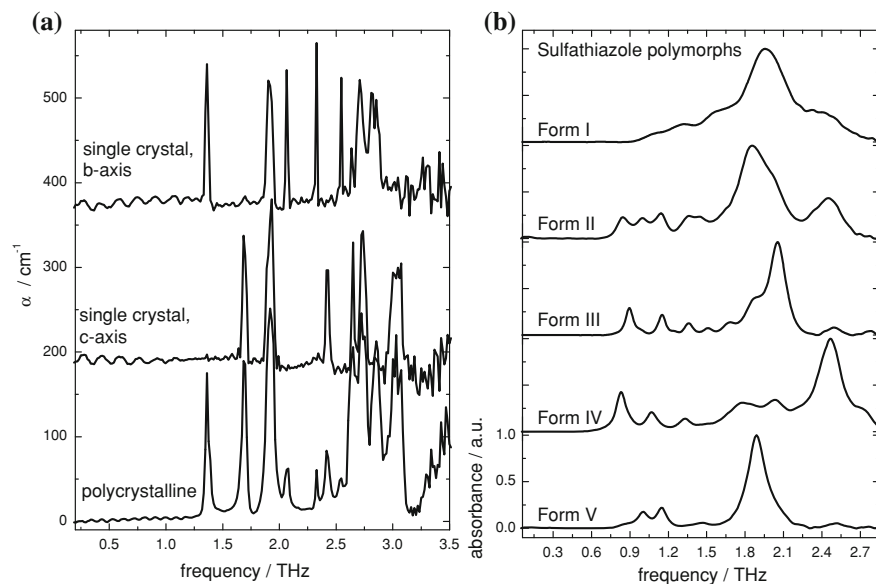 (a)
500
400
300
200
100
0
α / cm⁻¹
single crystal,
b-axis
single crystal,
c-axis
polycrystalline
0.5 1.0 1.5 2.0 2.5 3.0 3.5
frequency / THz
(b)
Sulfathiazole polymorphs
Form I
Form II
Form III
Form IV
Form V
1.0
0.5
0.0
absorbance / a.u.
0.3 0.6 0.9 1.2 1.5 1.8 2.1 2.4 2.7
frequency / THz